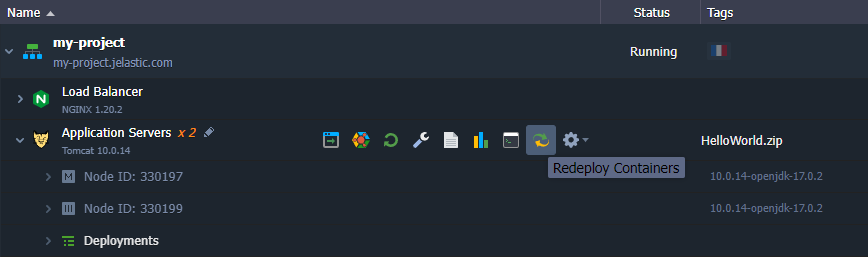 Name Status Tags
my-project
my-project.jelastic.com
Running
Load Balancer
NGINX 1.20.2
Application Servers x 2
Tomcat 10.0.14
HelloWorld.zip
Redeploy Containers
M Node ID: 330197 10.0.14-openjdk-17.0.2
Node ID: 330199 10.0.14-openjdk-17.0.2
Deployments